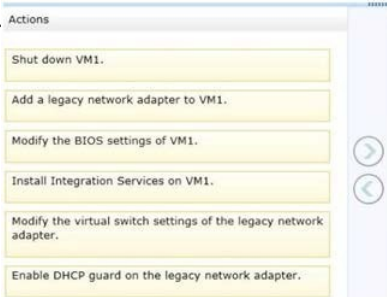 Actions
Shut down VM1.
Add a legacy network adapter to VM1.
Modify the BIOS settings of VM1.
Install Integration Services on VM1.
Modify the virtual switch settings of the legacy network
adapter.
Enable DHCP guard on the legacy network adapter.